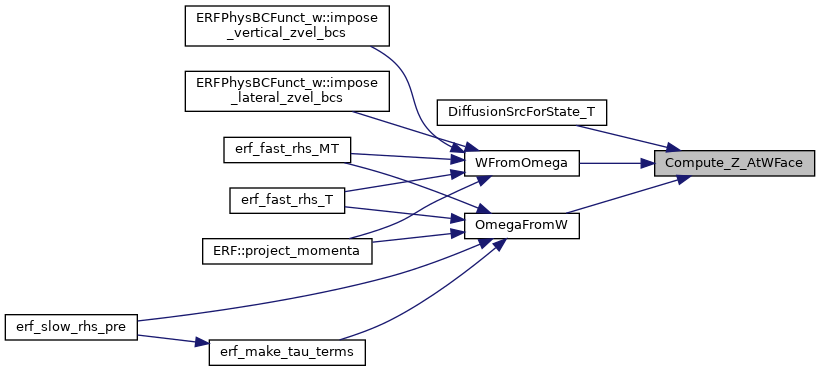 ERFPhysBCFunct_w::impose
_vertical_zvel_bcs
ERFPhysBCFunct_w::impose
_lateral_zvel_bcs
DiffusionSrcForState_T
erf_fast_rhs_MT
WFromOmega
Compute_Z_AtWFace
erf_fast_rhs_T
OmegaFromW
ERF::project_momenta
erf_slow_rhs_pre
erf_make_tau_terms